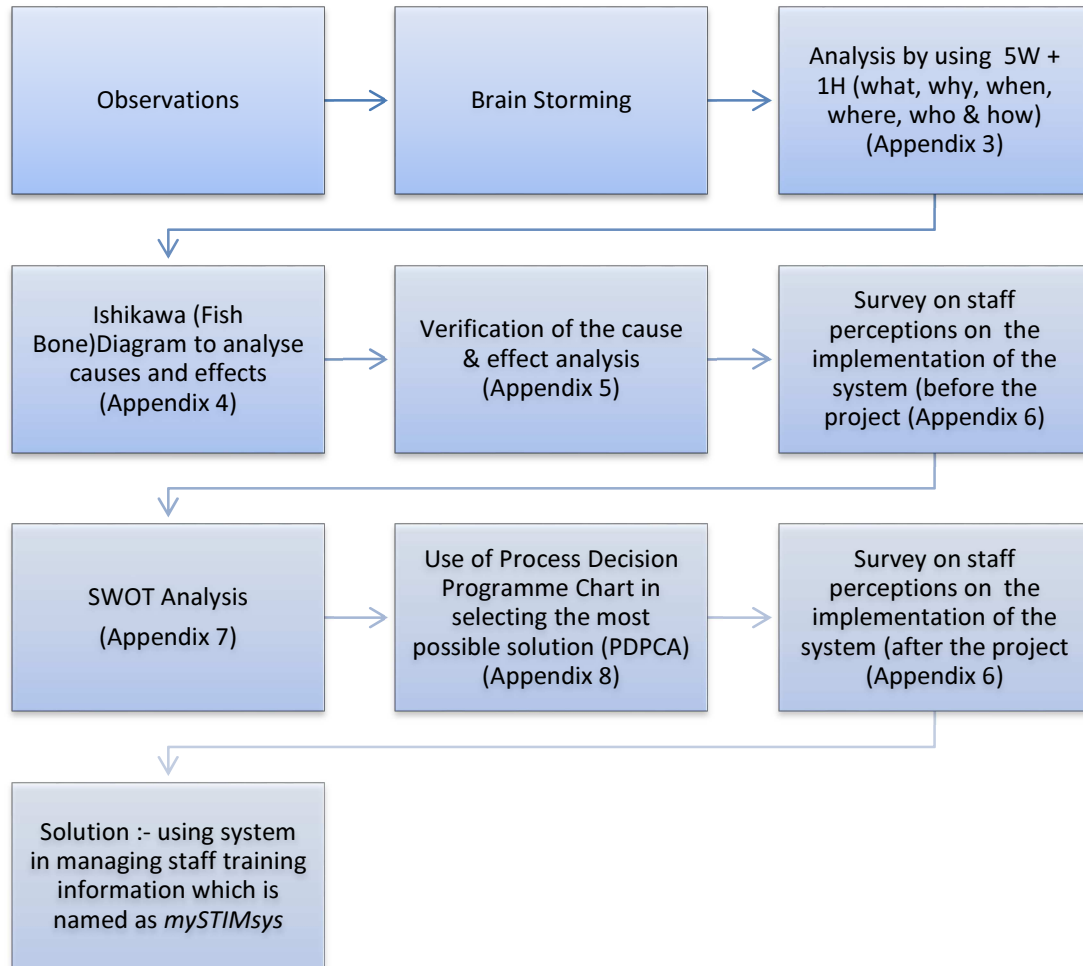 Observations
Brain Storming
Analysis by using 5W +
1H (what, why, when,
where, who & how)
(Appendix 3)
Ishikawa (Fish
Bone)Diagram to analyse
causes and effects
(Appendix 4)
Verification of the cause
& effect analysis
(Appendix 5)
Survey on staff
perceptions on the
implementation of the
system (before the
project (Appendix 6)
SWOT Analysis
(Appendix 7)
Use of Process Decision
Programme Chart in
selecting the most
possible solution (PDPCA)
(Appendix 8)
Survey on staff
perceptions on the
implementation of the
system (after the project
(Appendix 6)
Solution :- using system
in managing staff training
information which is
named as mySTIMsys